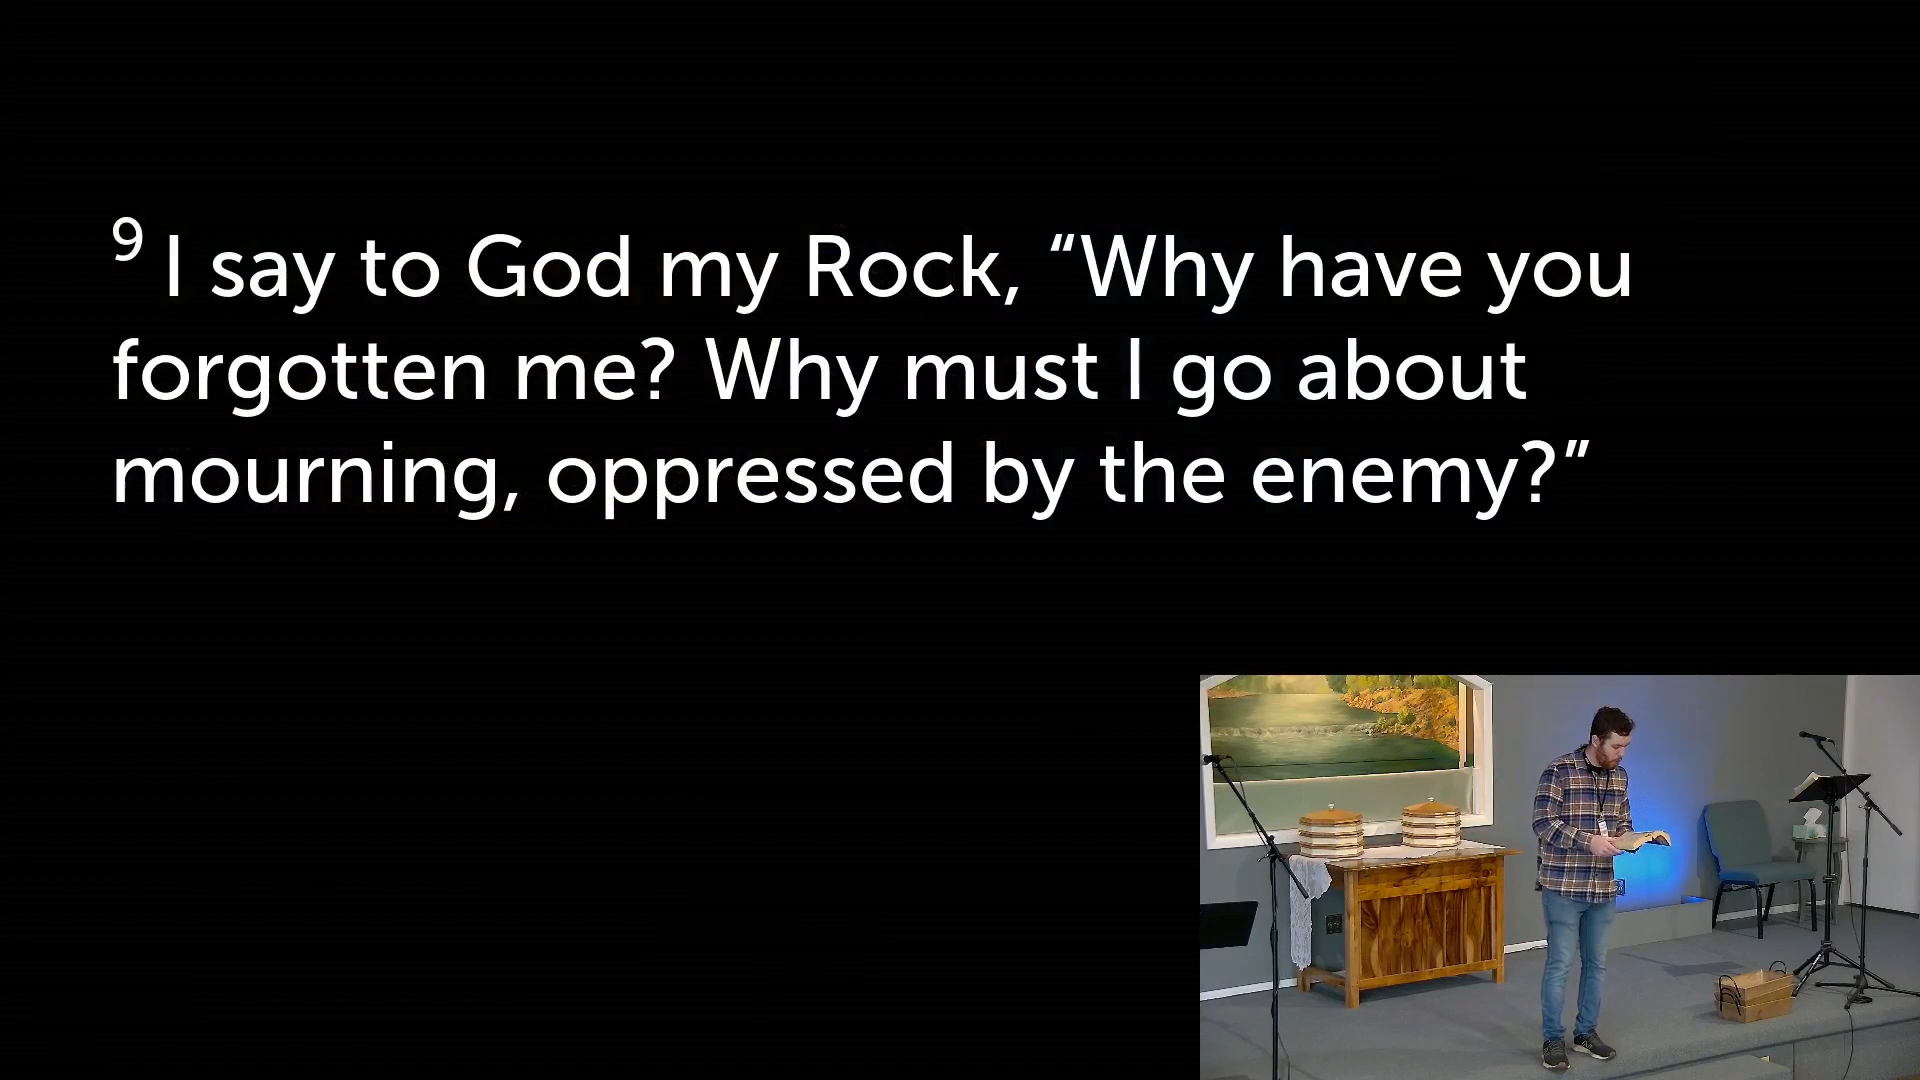 9 I say to God my Rock, “Why have you
forgotten me? Why must I go about
mourning, oppressed by the enemy?”